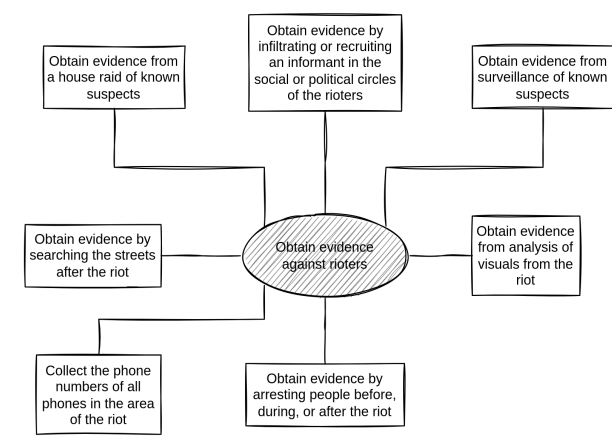 Obtain evidence from
a house raid of known
suspects
Obtain evidence by
infiltrating or recruiting
an informant in the
social or political circles
of the rioters
Obtain evidence from
surveillance of known
suspects
Obtain evidence by
searching the streets
after the riot
Obtain evidence
against rioters
Obtain evidence
from analysis of
visuals from the
riot
Collect the phone
numbers of all
phones in the area
of the riot
Obtain evidence by
arresting people before,
during, or after the riot